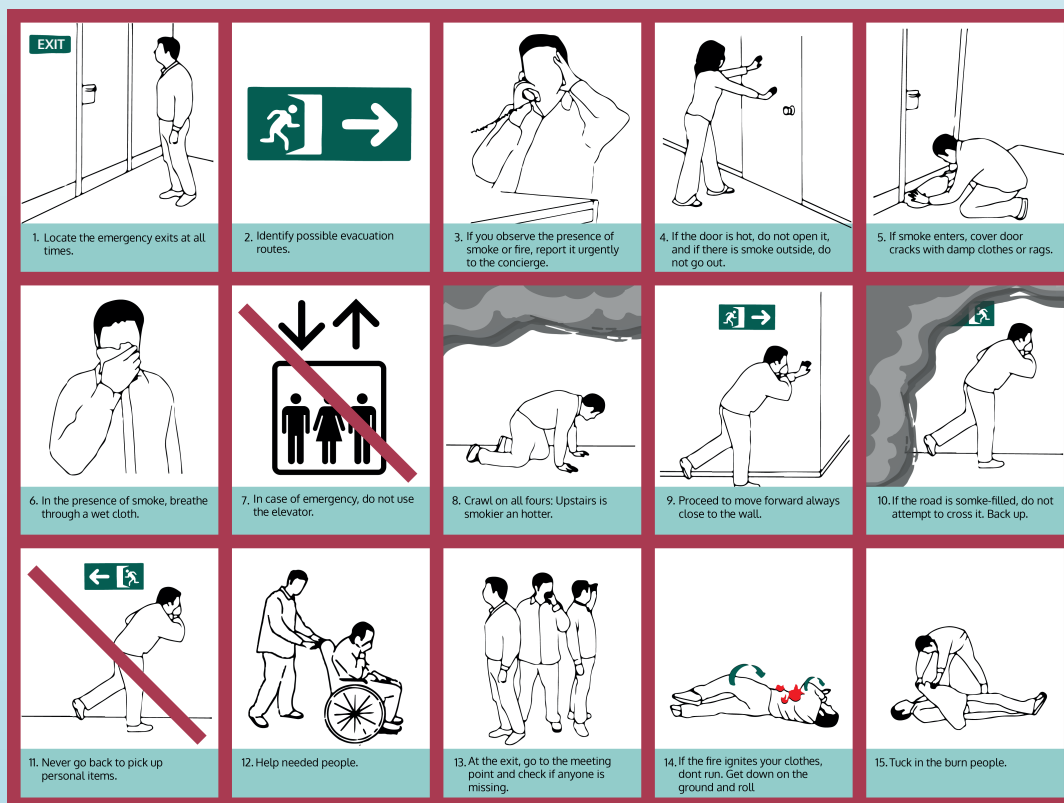 EXIT
1. Locate the emergency exits at all
times.
2. Identify possible evacuation
routes.
3. If you observe the presence of
smoke or fire, report it urgently
to the concierge.
4. If the door is hot, do not open it,
and if there is smoke outside, do
not go out.
5. If smoke enters, cover door
cracks with damp clothes or rags.
6. In the presence of smoke, breathe
through a wet cloth.
7. In case of emergency, do not use
the elevator.
8. Crawl on all fours: Upstairs is
smokier an hotter.
9. Proceed to move forward always
close to the wall.
10. If the road is somke-filled, do not
attempt to cross it. Back up.
11. Never go back to pick up
personal items.
12. Help needed people.
13. At the exit, go to the meeting
point and check if anyone is
missing.
14. If the fire ignites your clothes,
dont run. Get down on the
ground and roll
15. Tuck in the burn people.